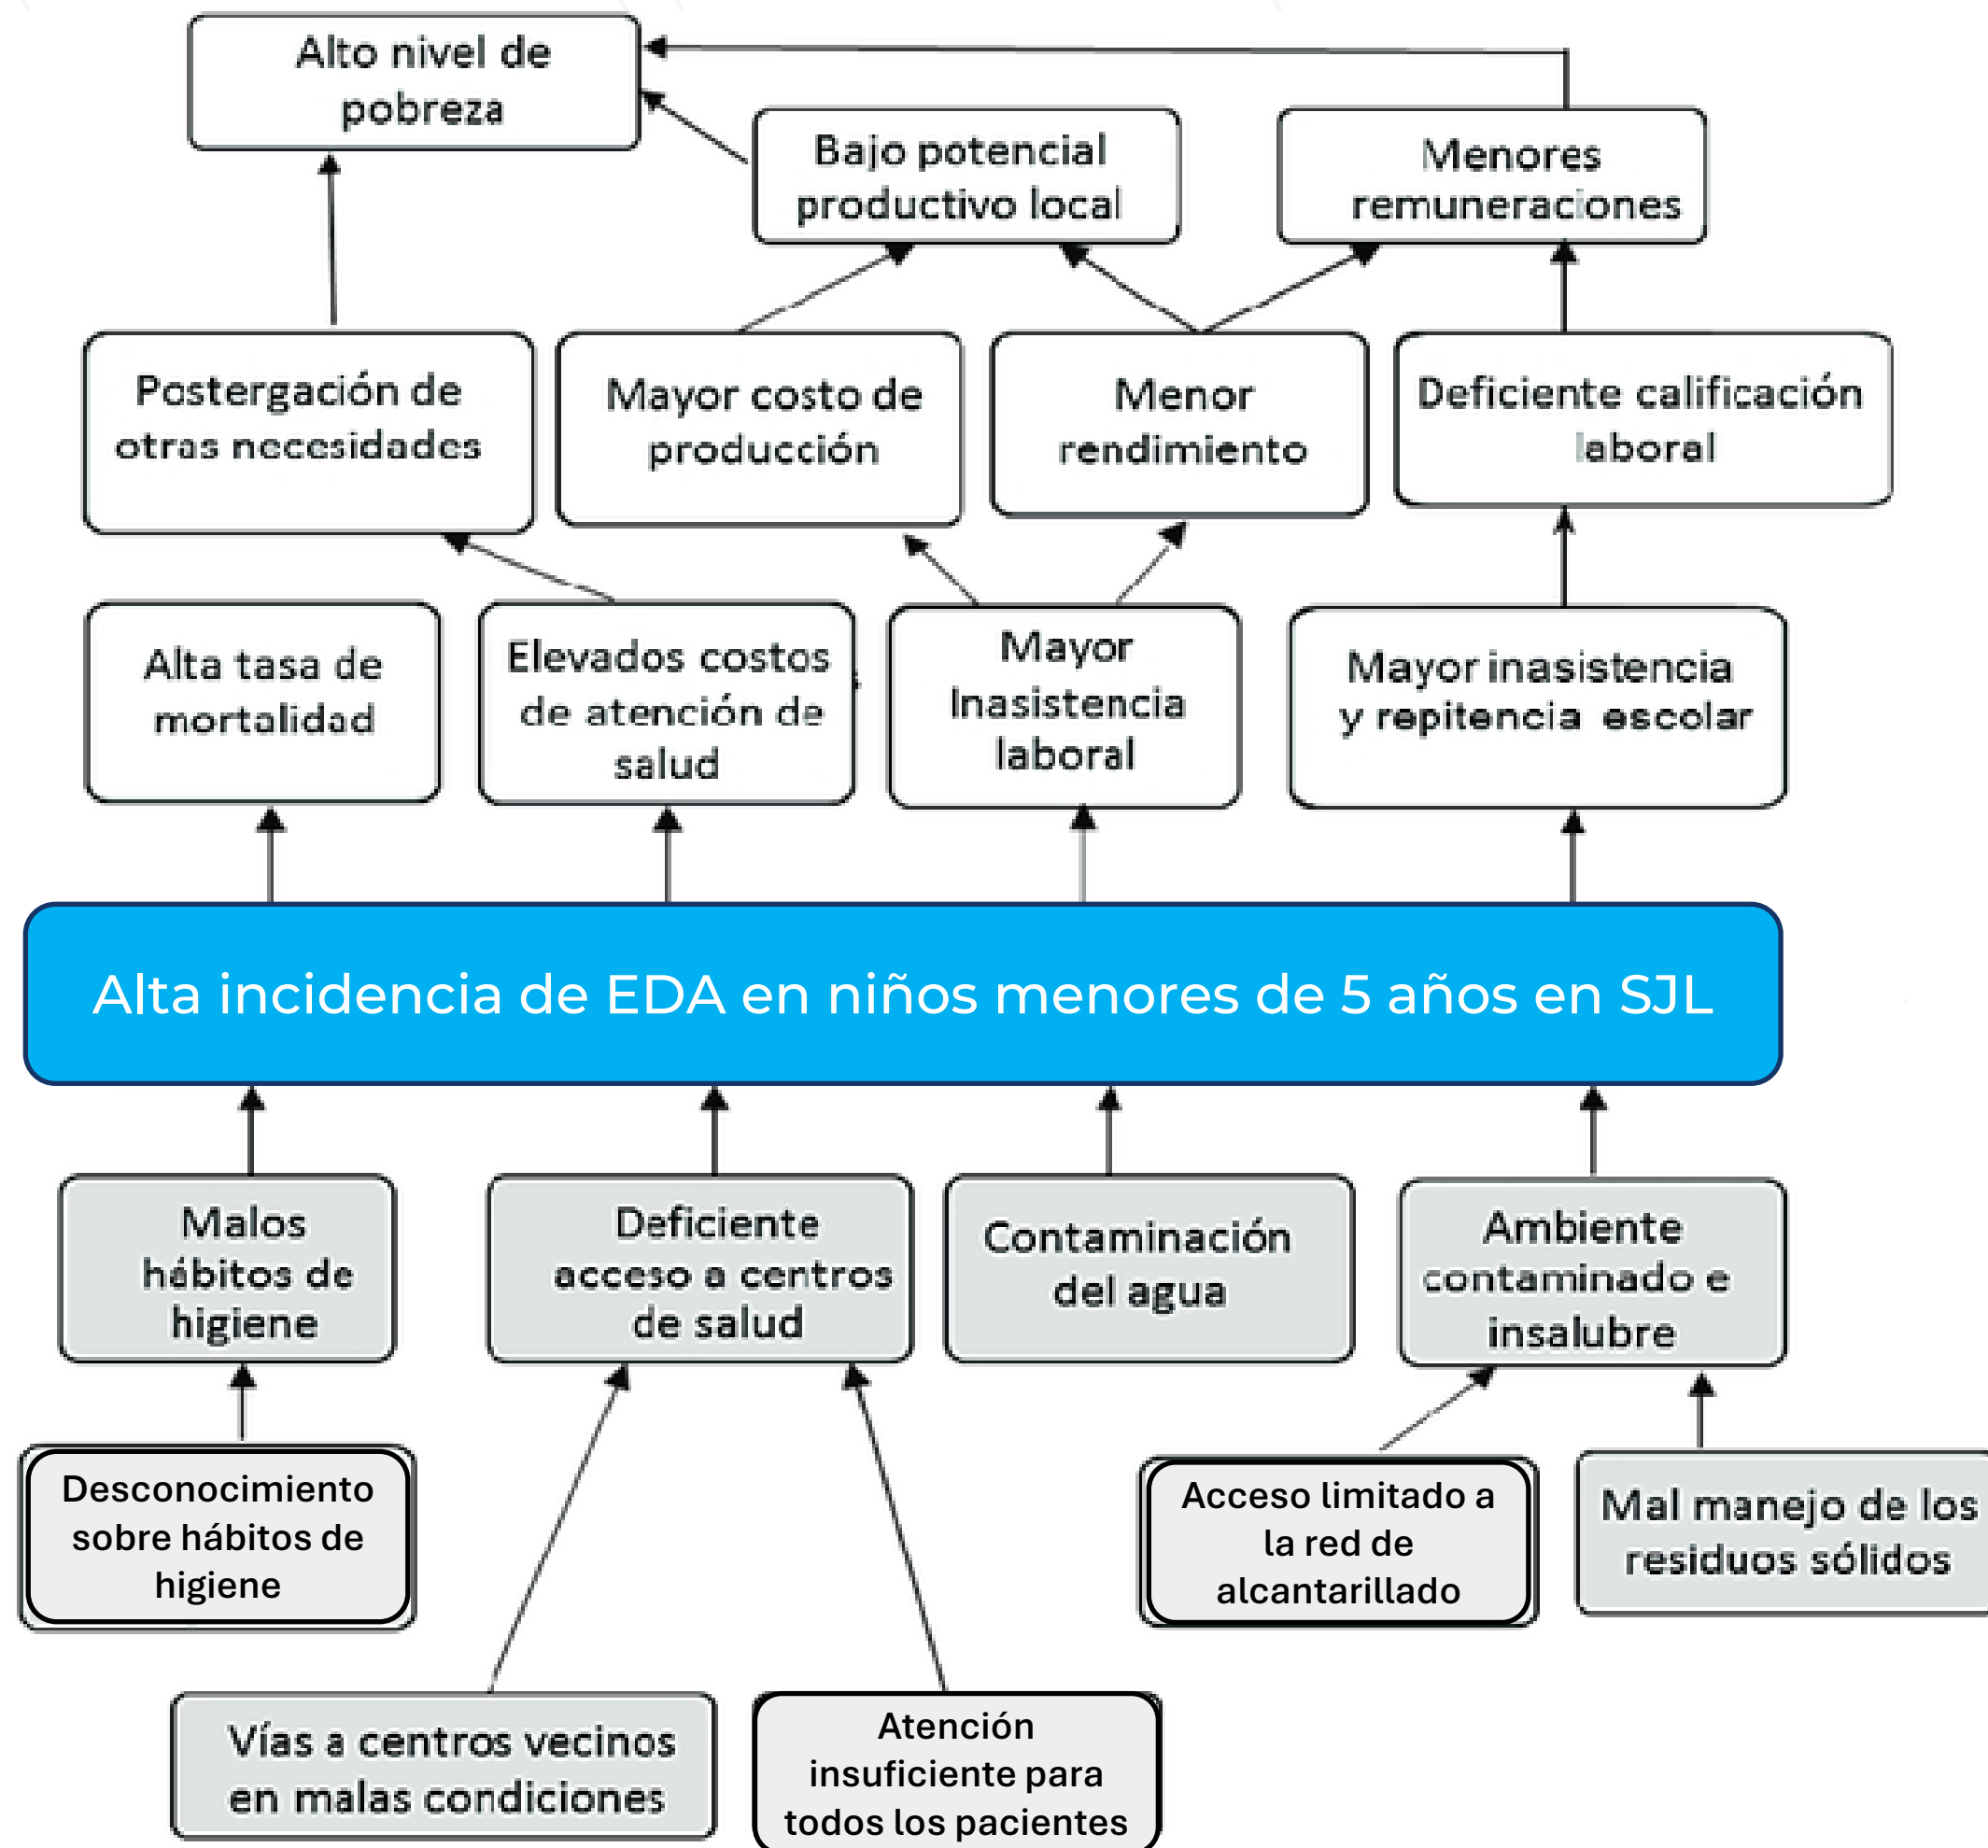 Alto nivel de
pobreza
Bajo potencial
productivo local
Menores
remuneraciones
Postergación de
otras necesidades
Mayor costo de
producción
Menor
rendimiento
Deficiente calificación
laboral
Alta tasa de
mortalidad
Elevados costos
de atención de
salud
Mayor
Inasistencia
laboral
Mayor inasistencia
y repitencia escolar
Alta incidencia de EDA en niños menores de 5 años en SJL
Malos
hábitos de
higiene
Deficiente
acceso a centros
de salud
Contaminación
del agua
Ambiente
contaminado e
insalubre
Desconocimiento
sobre hábitos de
higiene
Acceso limitado a
la red de
alcantarillado
Mal manejo de los
residuos sólidos
Vías a centros vecinos
en malas condiciones
Atención
insuficiente para
todos los pacientes